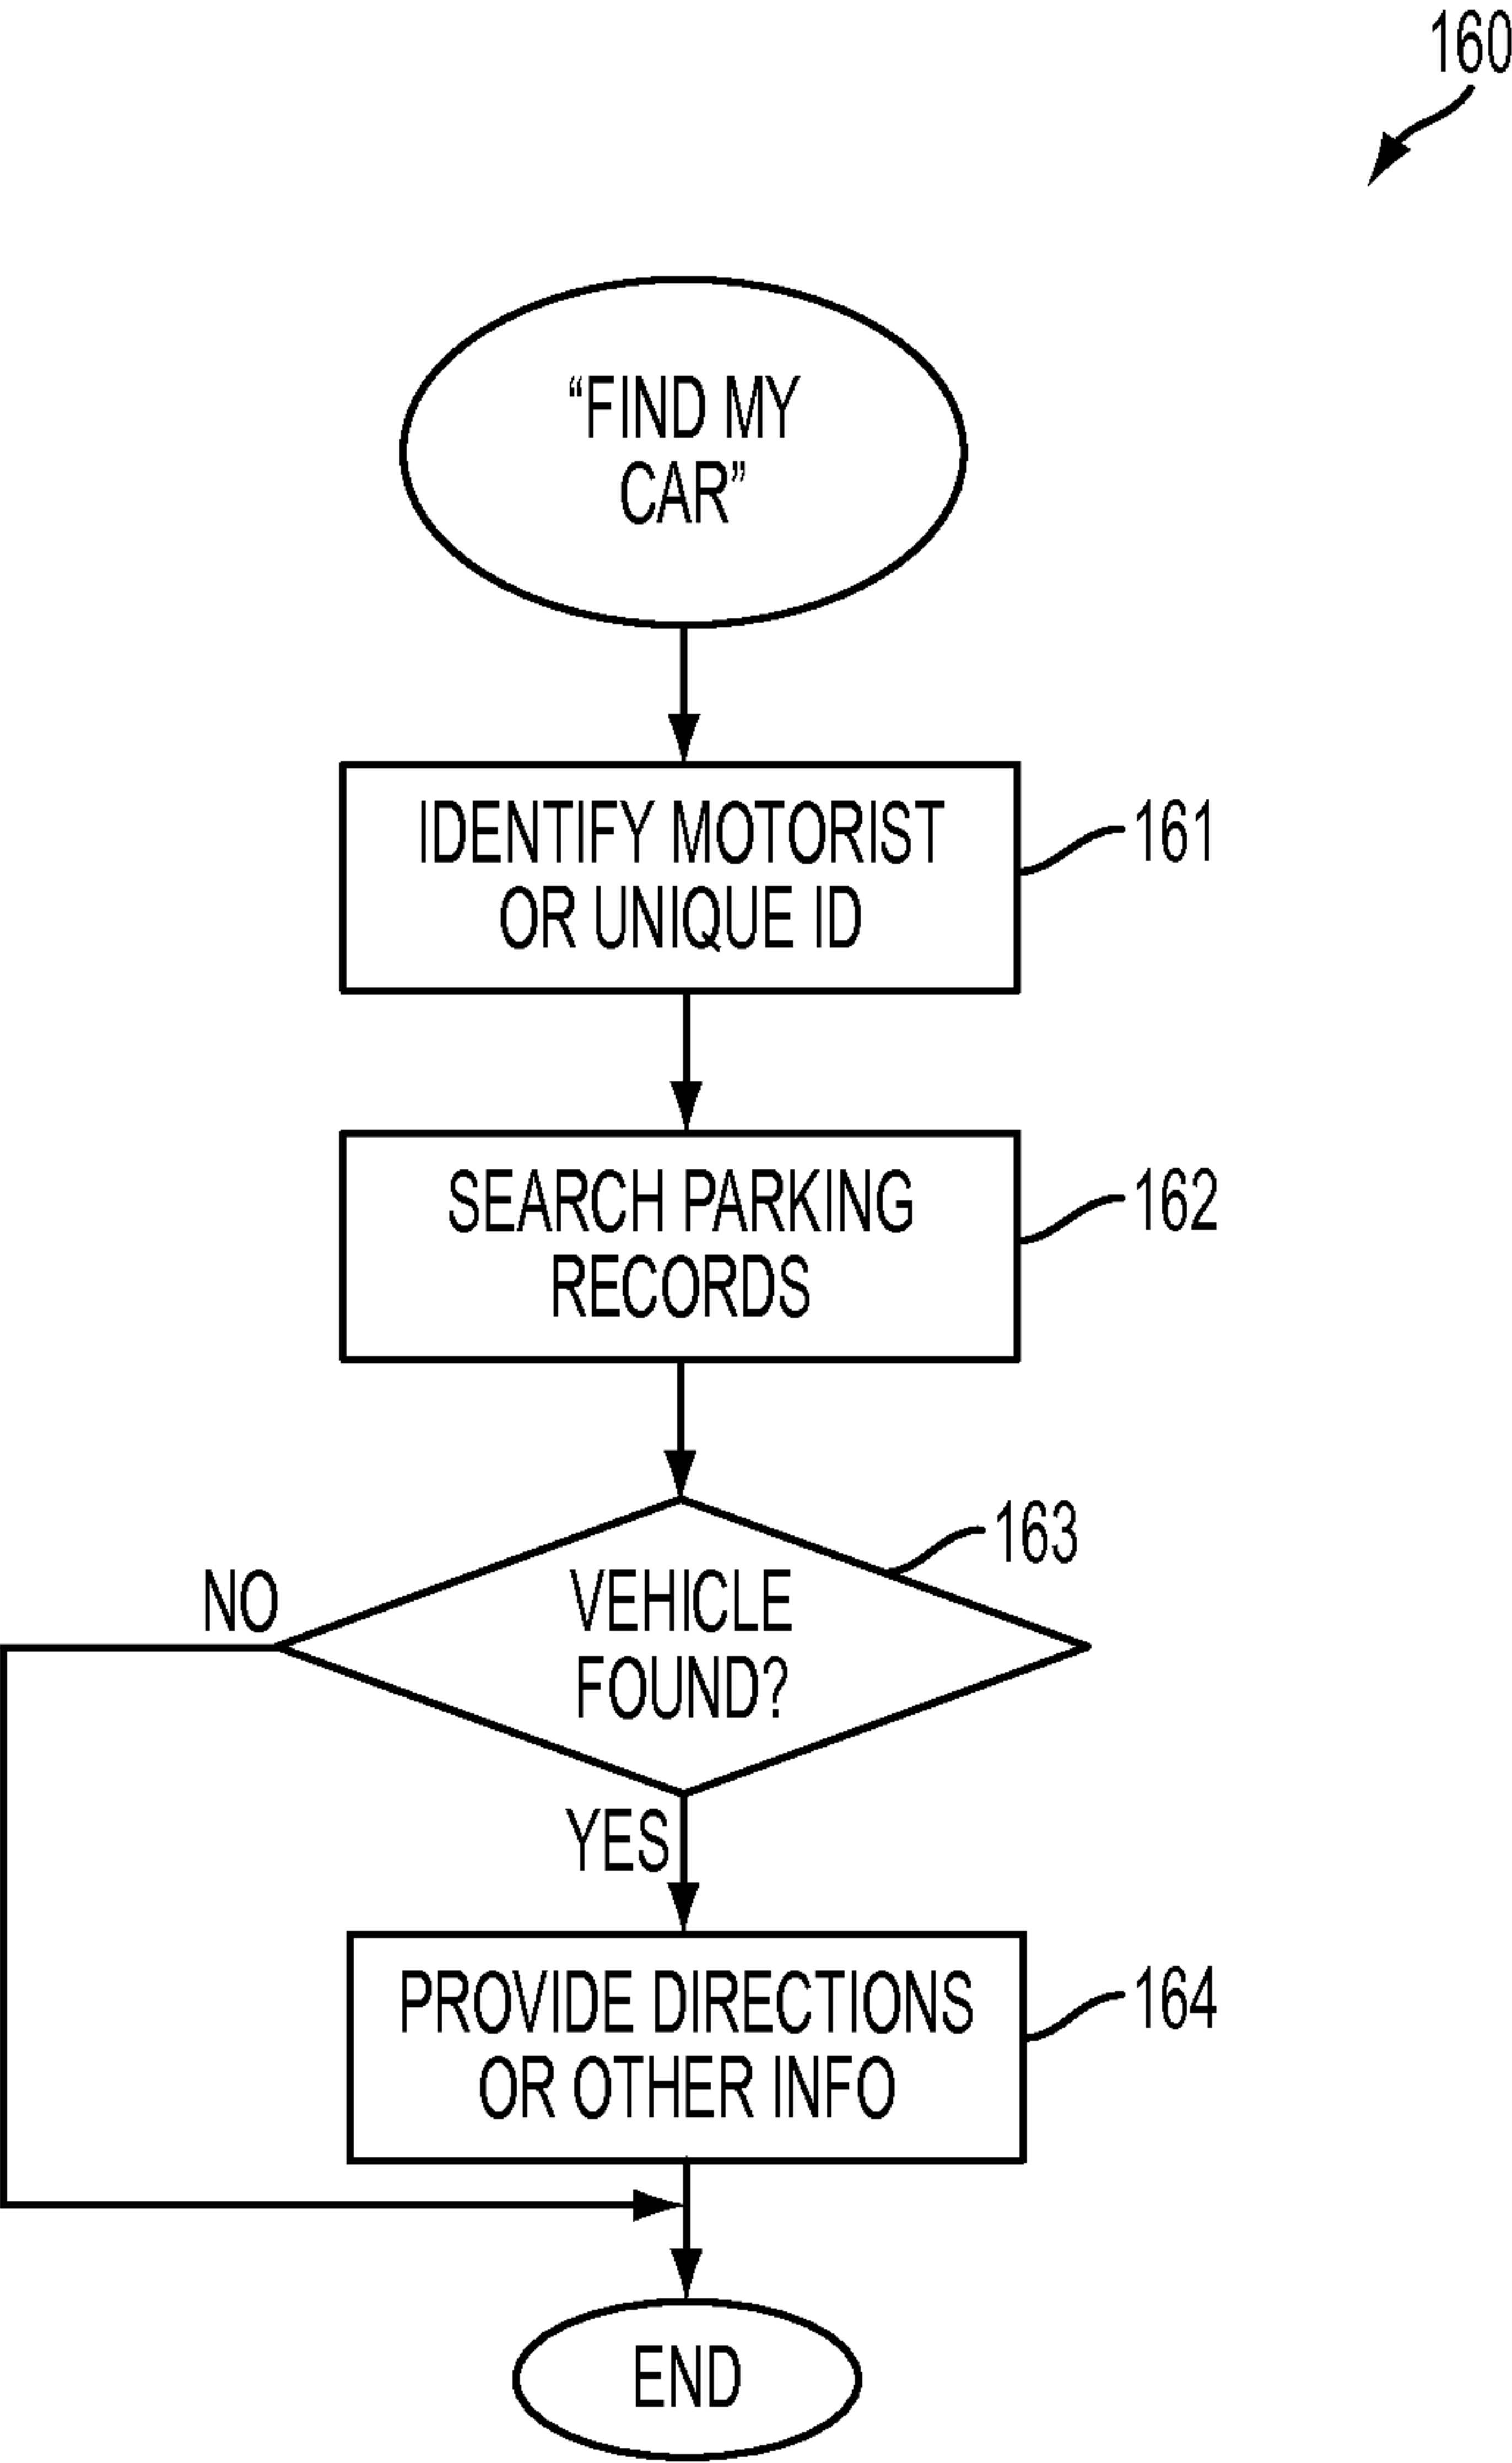 160
“FIND MY
CAR”
IDENTIFY MOTORIST
OR UNIQUE ID
161
SEARCH PARKING
RECORDS
162
163
NO
VEHICLE
FOUND?
YES
PROVIDE DIRECTIONS
OR OTHER INFO
164
END